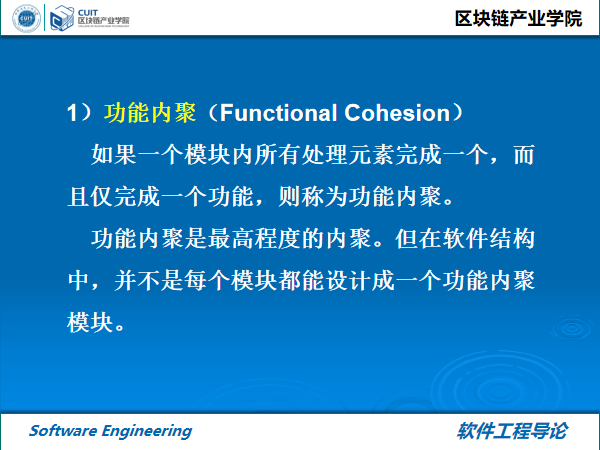 CUIT
区块链产业学院
区块链产业学院
1）功能内聚（Functional Cohesion）
如果一个模块内所有处理元素完成一个，而
且仅完成一个功能，则称为功能内聚。
功能内聚是最高程度的内聚。但在软件结构
中，并不是每个模块都能设计成一个功能内聚
模块。
Software Engineering
软件工程导论